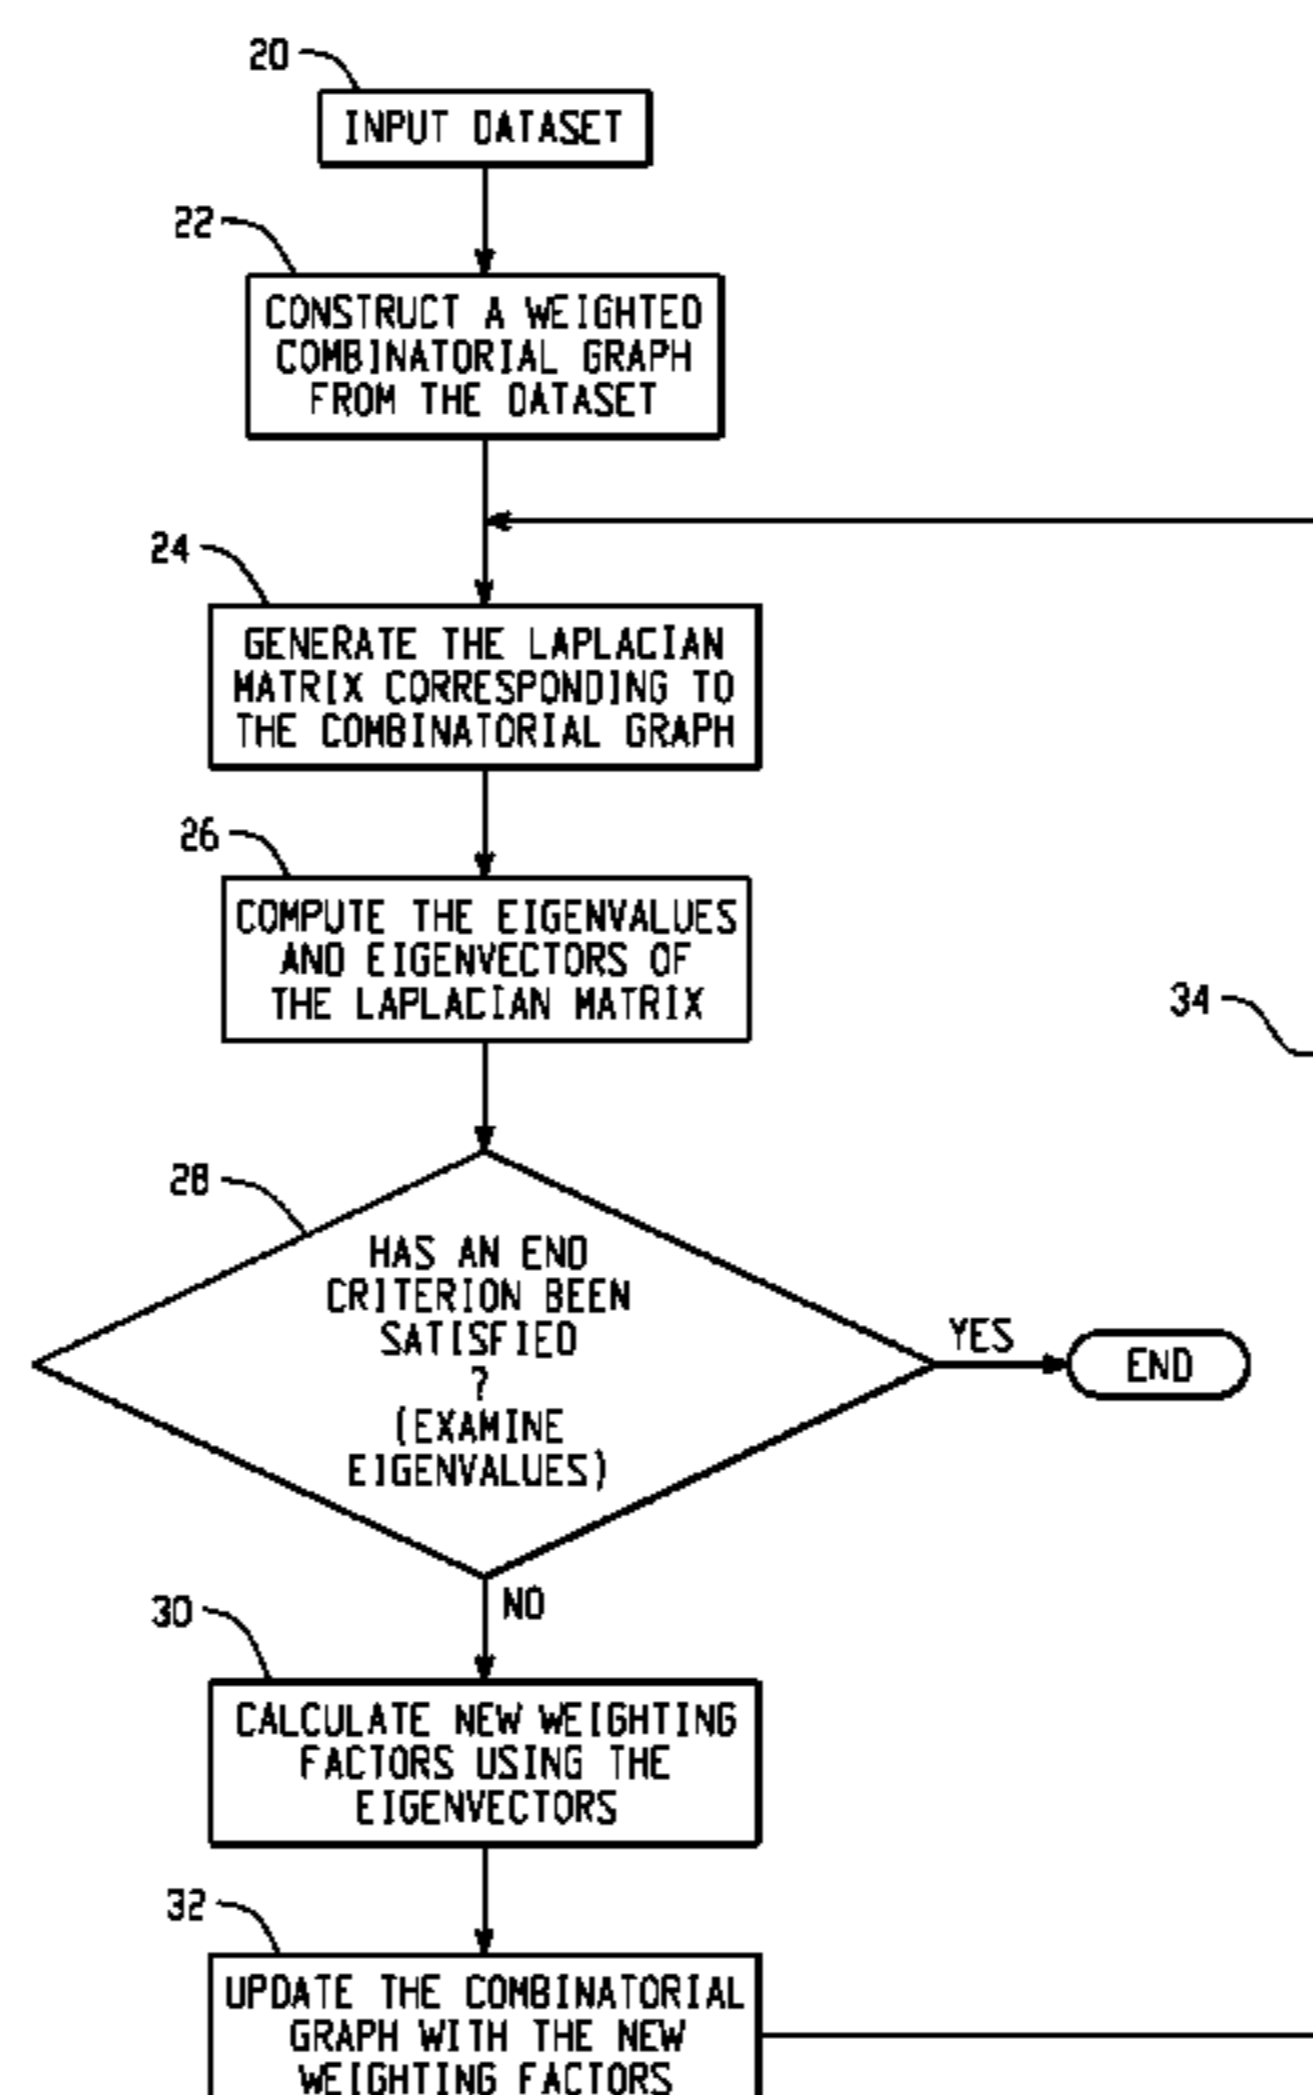 20
INPUT DATASET
22
CONSTRUCT A WEIGHTED
COMBINATORIAL GRAPH
FROM THE DATASET
24
GENERATE THE LAPLACIAN
MATRIX CORRESPONDING TO
THE COMBINATORIAL GRAPH
26
COMPUTE THE EIGENVALUES
AND EIGENVECTORS OF
THE LAPLACIAN MATRIX
34
28
HAS AN END
CRITERION BEEN
SATISFIED
?
(EXAMINE
EIGENVALUES)
YES
END
NO
30
CALCULATE NEW WEIGHTING
FACTORS USING THE
EIGENVECTORS
32
UPDATE THE COMBINATORIAL
GRAPH WITH THE NEW
WEIGHTING FACTORS